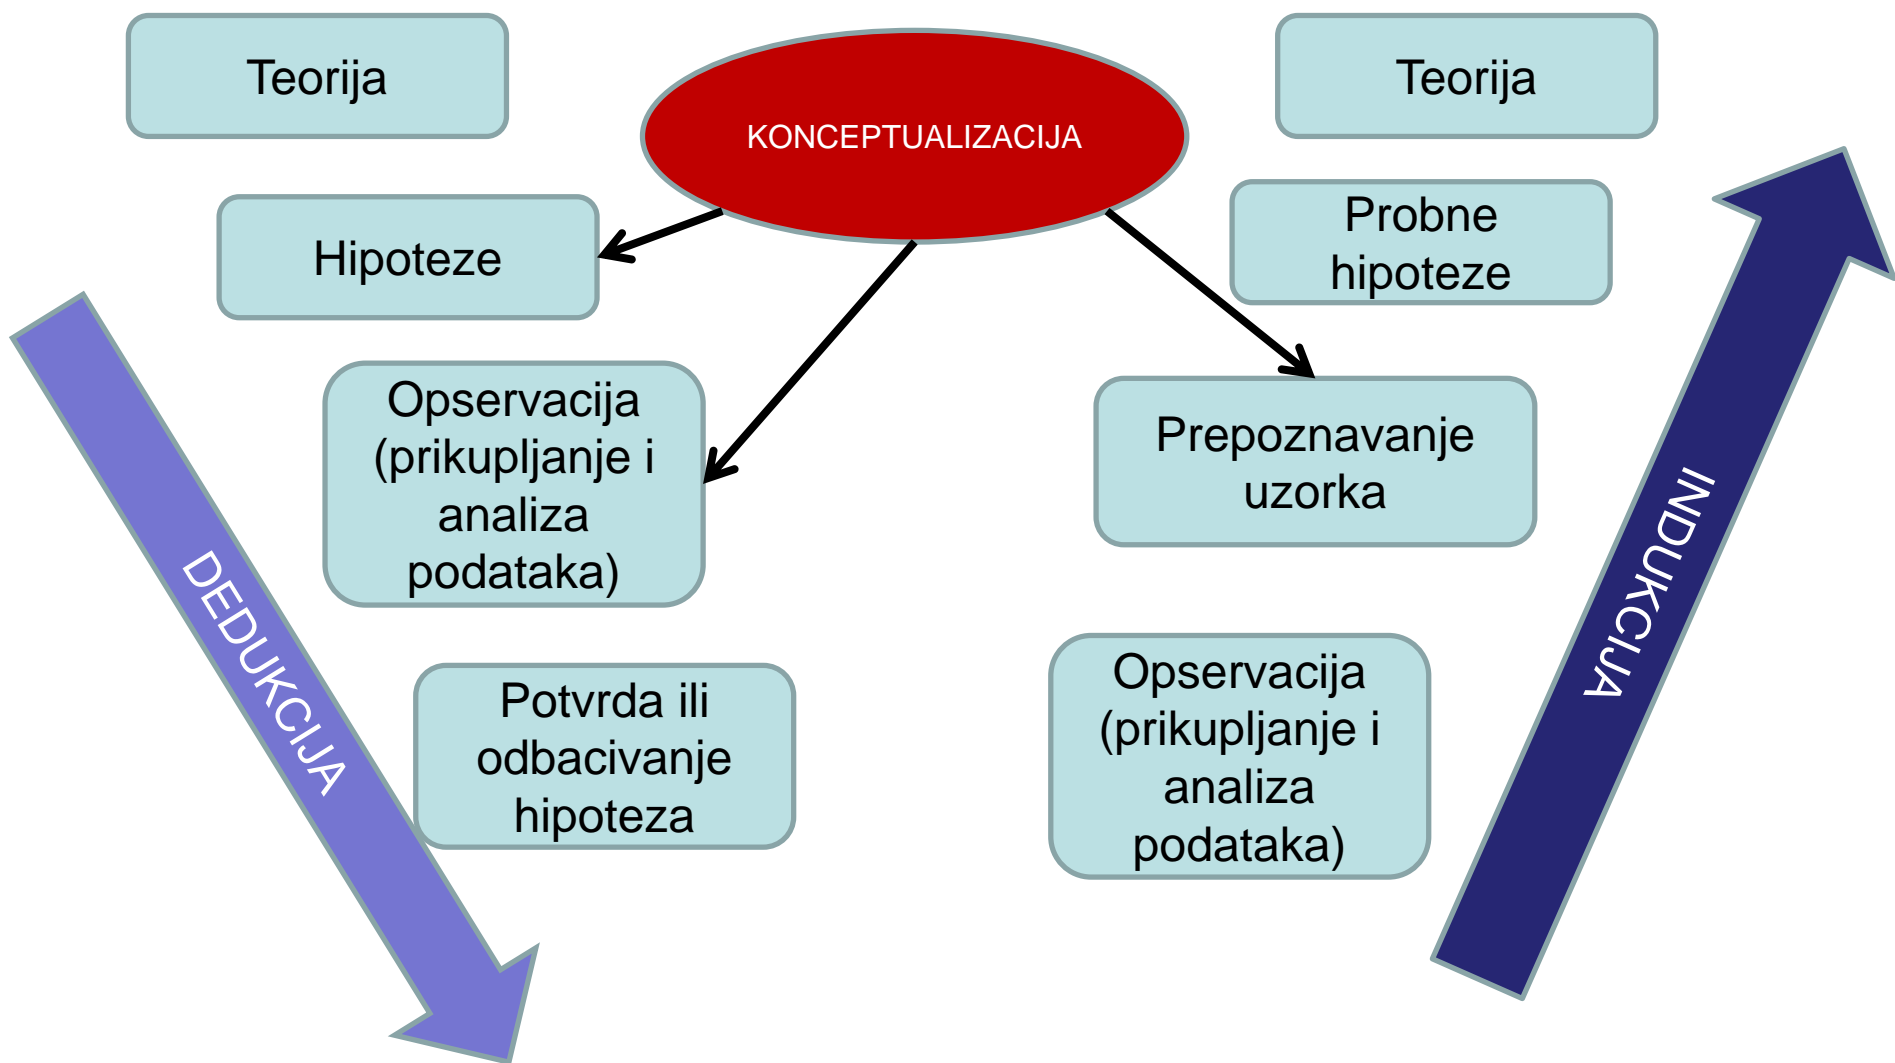 Teorija
KONCEPTUALIZACIJA
Teorija
Hipoteze
Probne
hipoteze
Opservacija
(prikupljanje i
analiza
podataka)
Prepoznavanje
uzorka
DEDUKCIJA
INDUKCIJA
Potvrda ili
odbacivanje
hipoteza
Opservacija
(prikupljanje i
analiza
podataka)